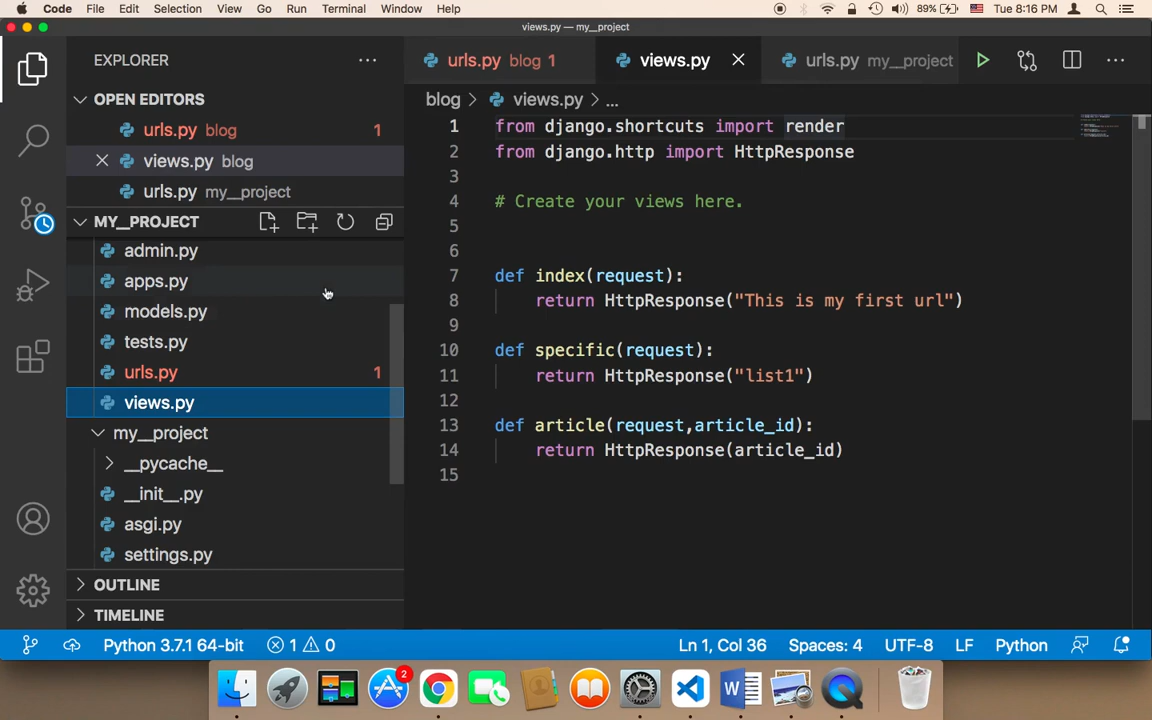 Code File Edit Selection View Go Run Terminal Window Help 89% Tue 8:16 PM
views.py — my__project
EXPLORER
OPEN EDITORS
urls.py blog 1
views.py blog
urls.py my__project
MY__PROJECT
admin.py
apps.py
models.py
tests.py
urls.py 1
views.py
my__project
__pycache__
__init__.py
asgi.py
settings.py
OUTLINE
TIMELINE
urls.py blog 1 views.py urls.py my__project
blog > views.py > ...
1 from django.shortcuts import render
2 from django.http import HttpResponse
3
4 # Create your views here.
5
6
7 def index(request):
8 return HttpResponse("This is my first url")
9
10 def specific(request):
11 return HttpResponse("list1")
12
13 def article(request,article_id):
14 return HttpResponse(article_id)
15
Python 3.7.1 64-bit 1 0 Ln 1, Col 36 Spaces: 4 UTF-8 LF Python
2